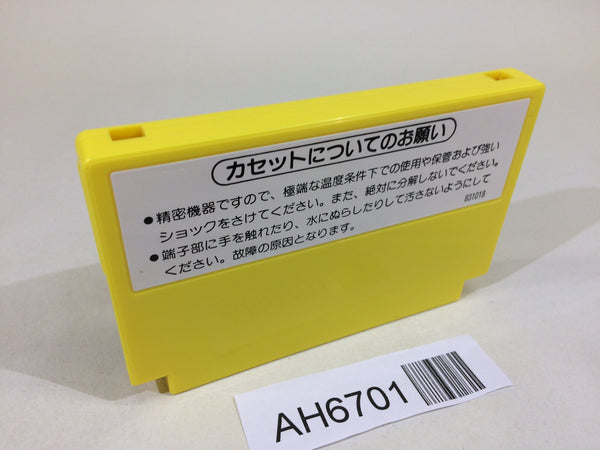 カセットについてのお願い
●精密機器ですので、極端な温度条件下での使用や保管および強い
ショックをさけてください。また、絶対に分解しないでください。
●端子部に手を触れたり、水にぬらしたりして汚さないようにして
ください。故障の原因となります。
831018
AH6701